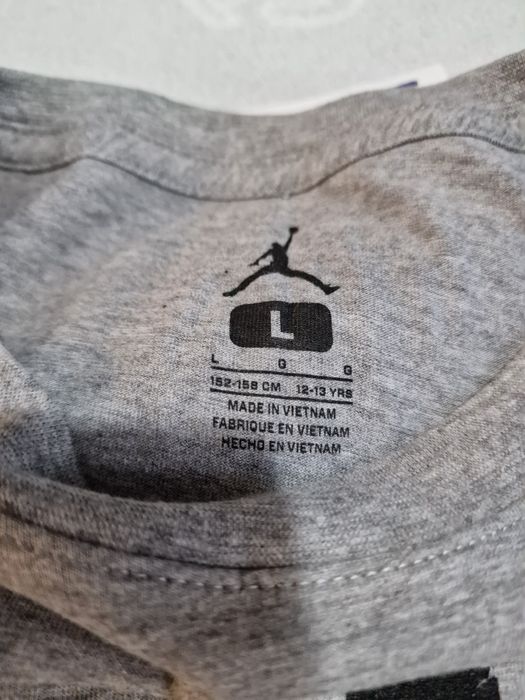 L
L G G
152-158 CM 12-13 YRS
MADE IN VIETNAM
FABRIQUE EN VIETNAM
HECHO EN VIETNAM